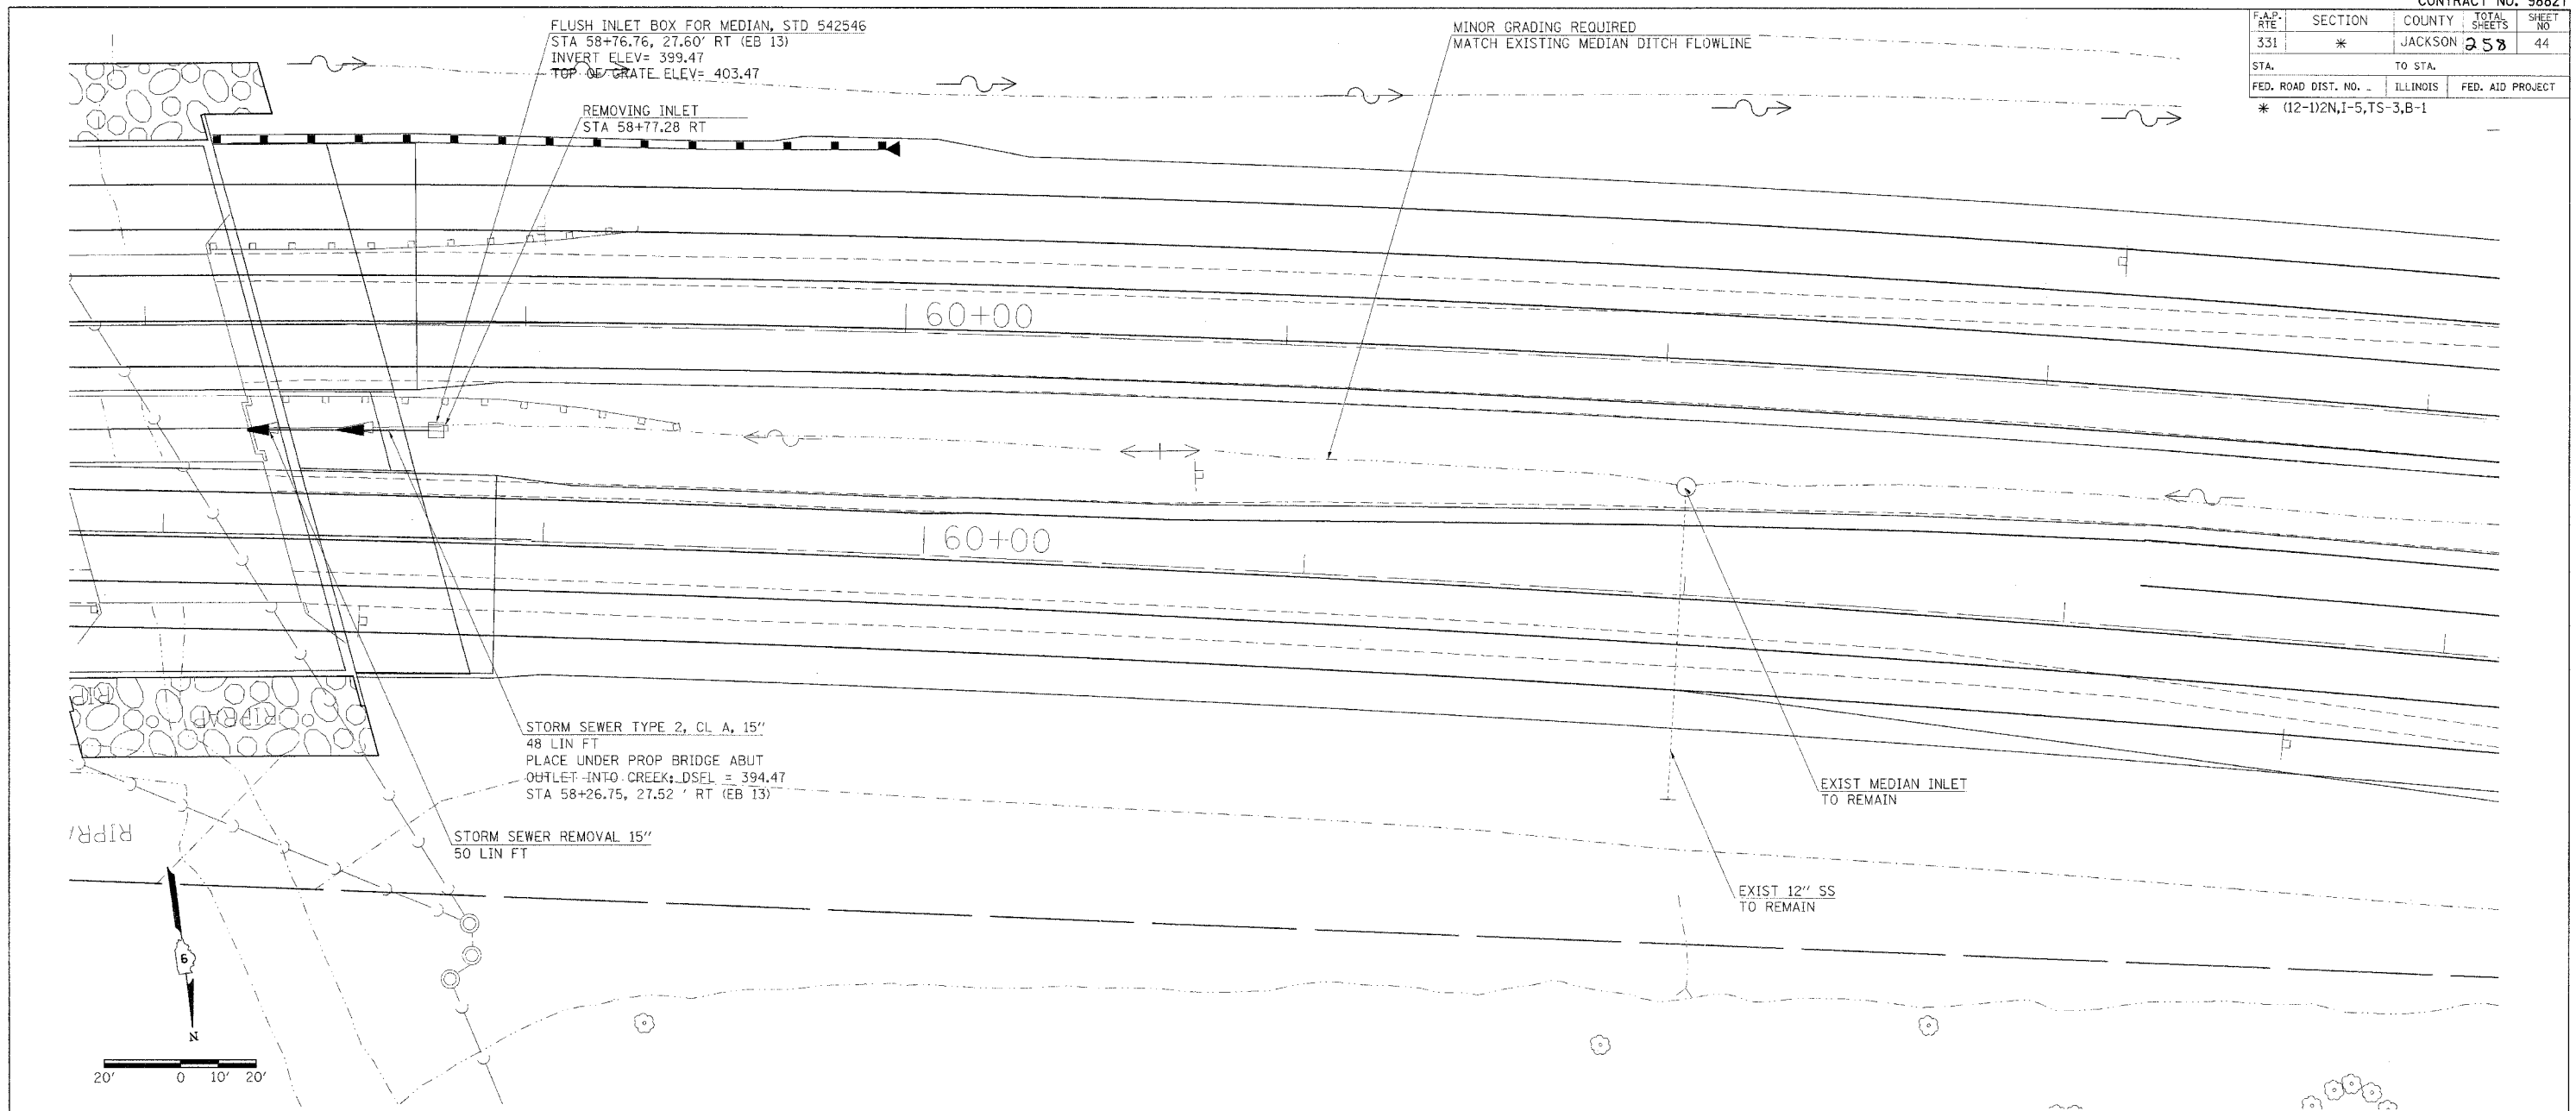 CONTRACT NO. 98821
F.A.P. RTE SECTION COUNTY TOTAL SHEETS SHEET NO
331 * JACKSON 258 44
STA. TO STA.
FED. ROAD DIST. NO. _ ILLINOIS FED. AID PROJECT
* (12-1)2N,I-5,TS-3,B-1
FLUSH INLET BOX FOR MEDIAN, STD 542546
STA 58+76.76, 27.60' RT (EB 13)
INVERT ELEV= 399.47
TOP OF GRATE ELEV= 403.47
REMOVING INLET
STA 58+77.28 RT
MINOR GRADING REQUIRED
MATCH EXISTING MEDIAN DITCH FLOWLINE
60+00
60+00
RIP
RIPRAP
STORM SEWER TYPE 2, CL A, 15"
48 LIN FT
PLACE UNDER PROP BRIDGE ABUT
OUTLET INTO CREEK; DSFL = 394.47
STA 58+26.75, 27.52 ' RT (EB 13)
STORM SEWER REMOVAL 15"
50 LIN FT
RIPRA
EXIST MEDIAN INLET
TO REMAIN
EXIST 12" SS
TO REMAIN
6
N
20' 0 10' 20'